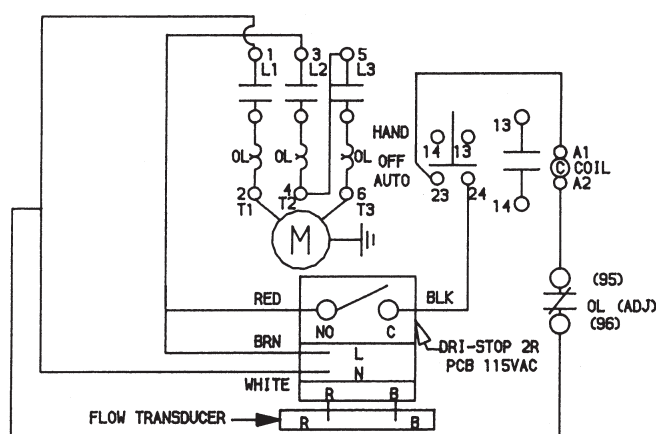 1 3 5
L1 L2 L3
HAND
13
14 13
OL OL OL
OFF
A1
C COIL
AUTO
A2
23 24
14
2 4 6
T1 T2 T3
M
(95)
RED
BLK
OL (ADJ)
NO C
(96)
BRN
L
DRI-STOP 2R
PCB 115VAC
WHITE
N
R B
FLOW TRANSDUCER
R B